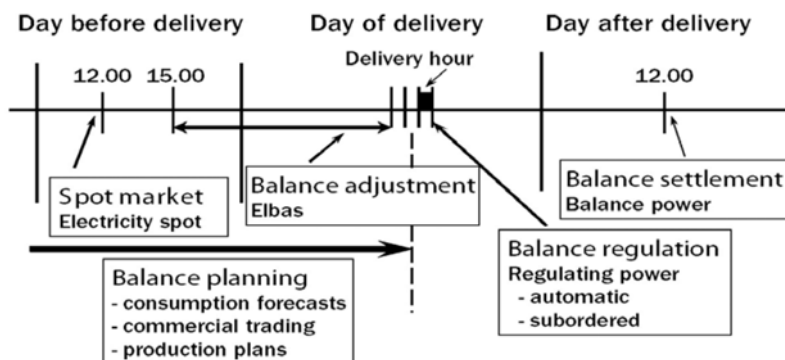 Day before delivery
Day of delivery
Day after delivery
Delivery hour
12.00
15.00
12.00
Spot market
Electricity spot
Balance adjustment
Elbas
Balance settlement
Balance power
Balance regulation
Regulating power
- automatic
- subordered
Balance planning
- consumption forecasts
- commercial trading
- production plans